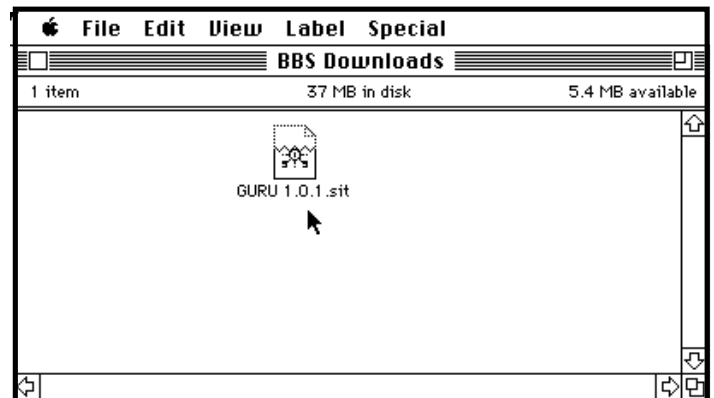 File Edit View Label Special
BBS Downloads
1 item 37 MB in disk 5.4 MB available
GURU 1.0.1.sit